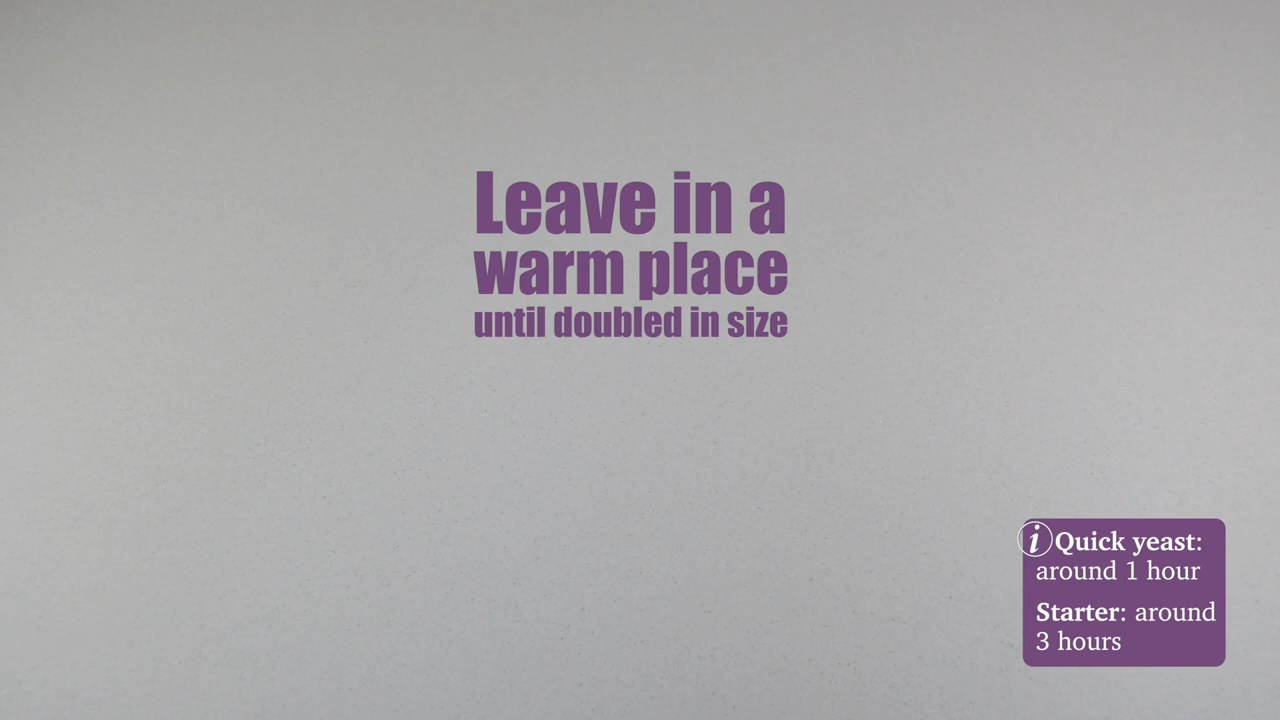 Leave in a
warm place
until doubled in size
i Quick yeast:
around 1 hour
Starter: around
3 hours